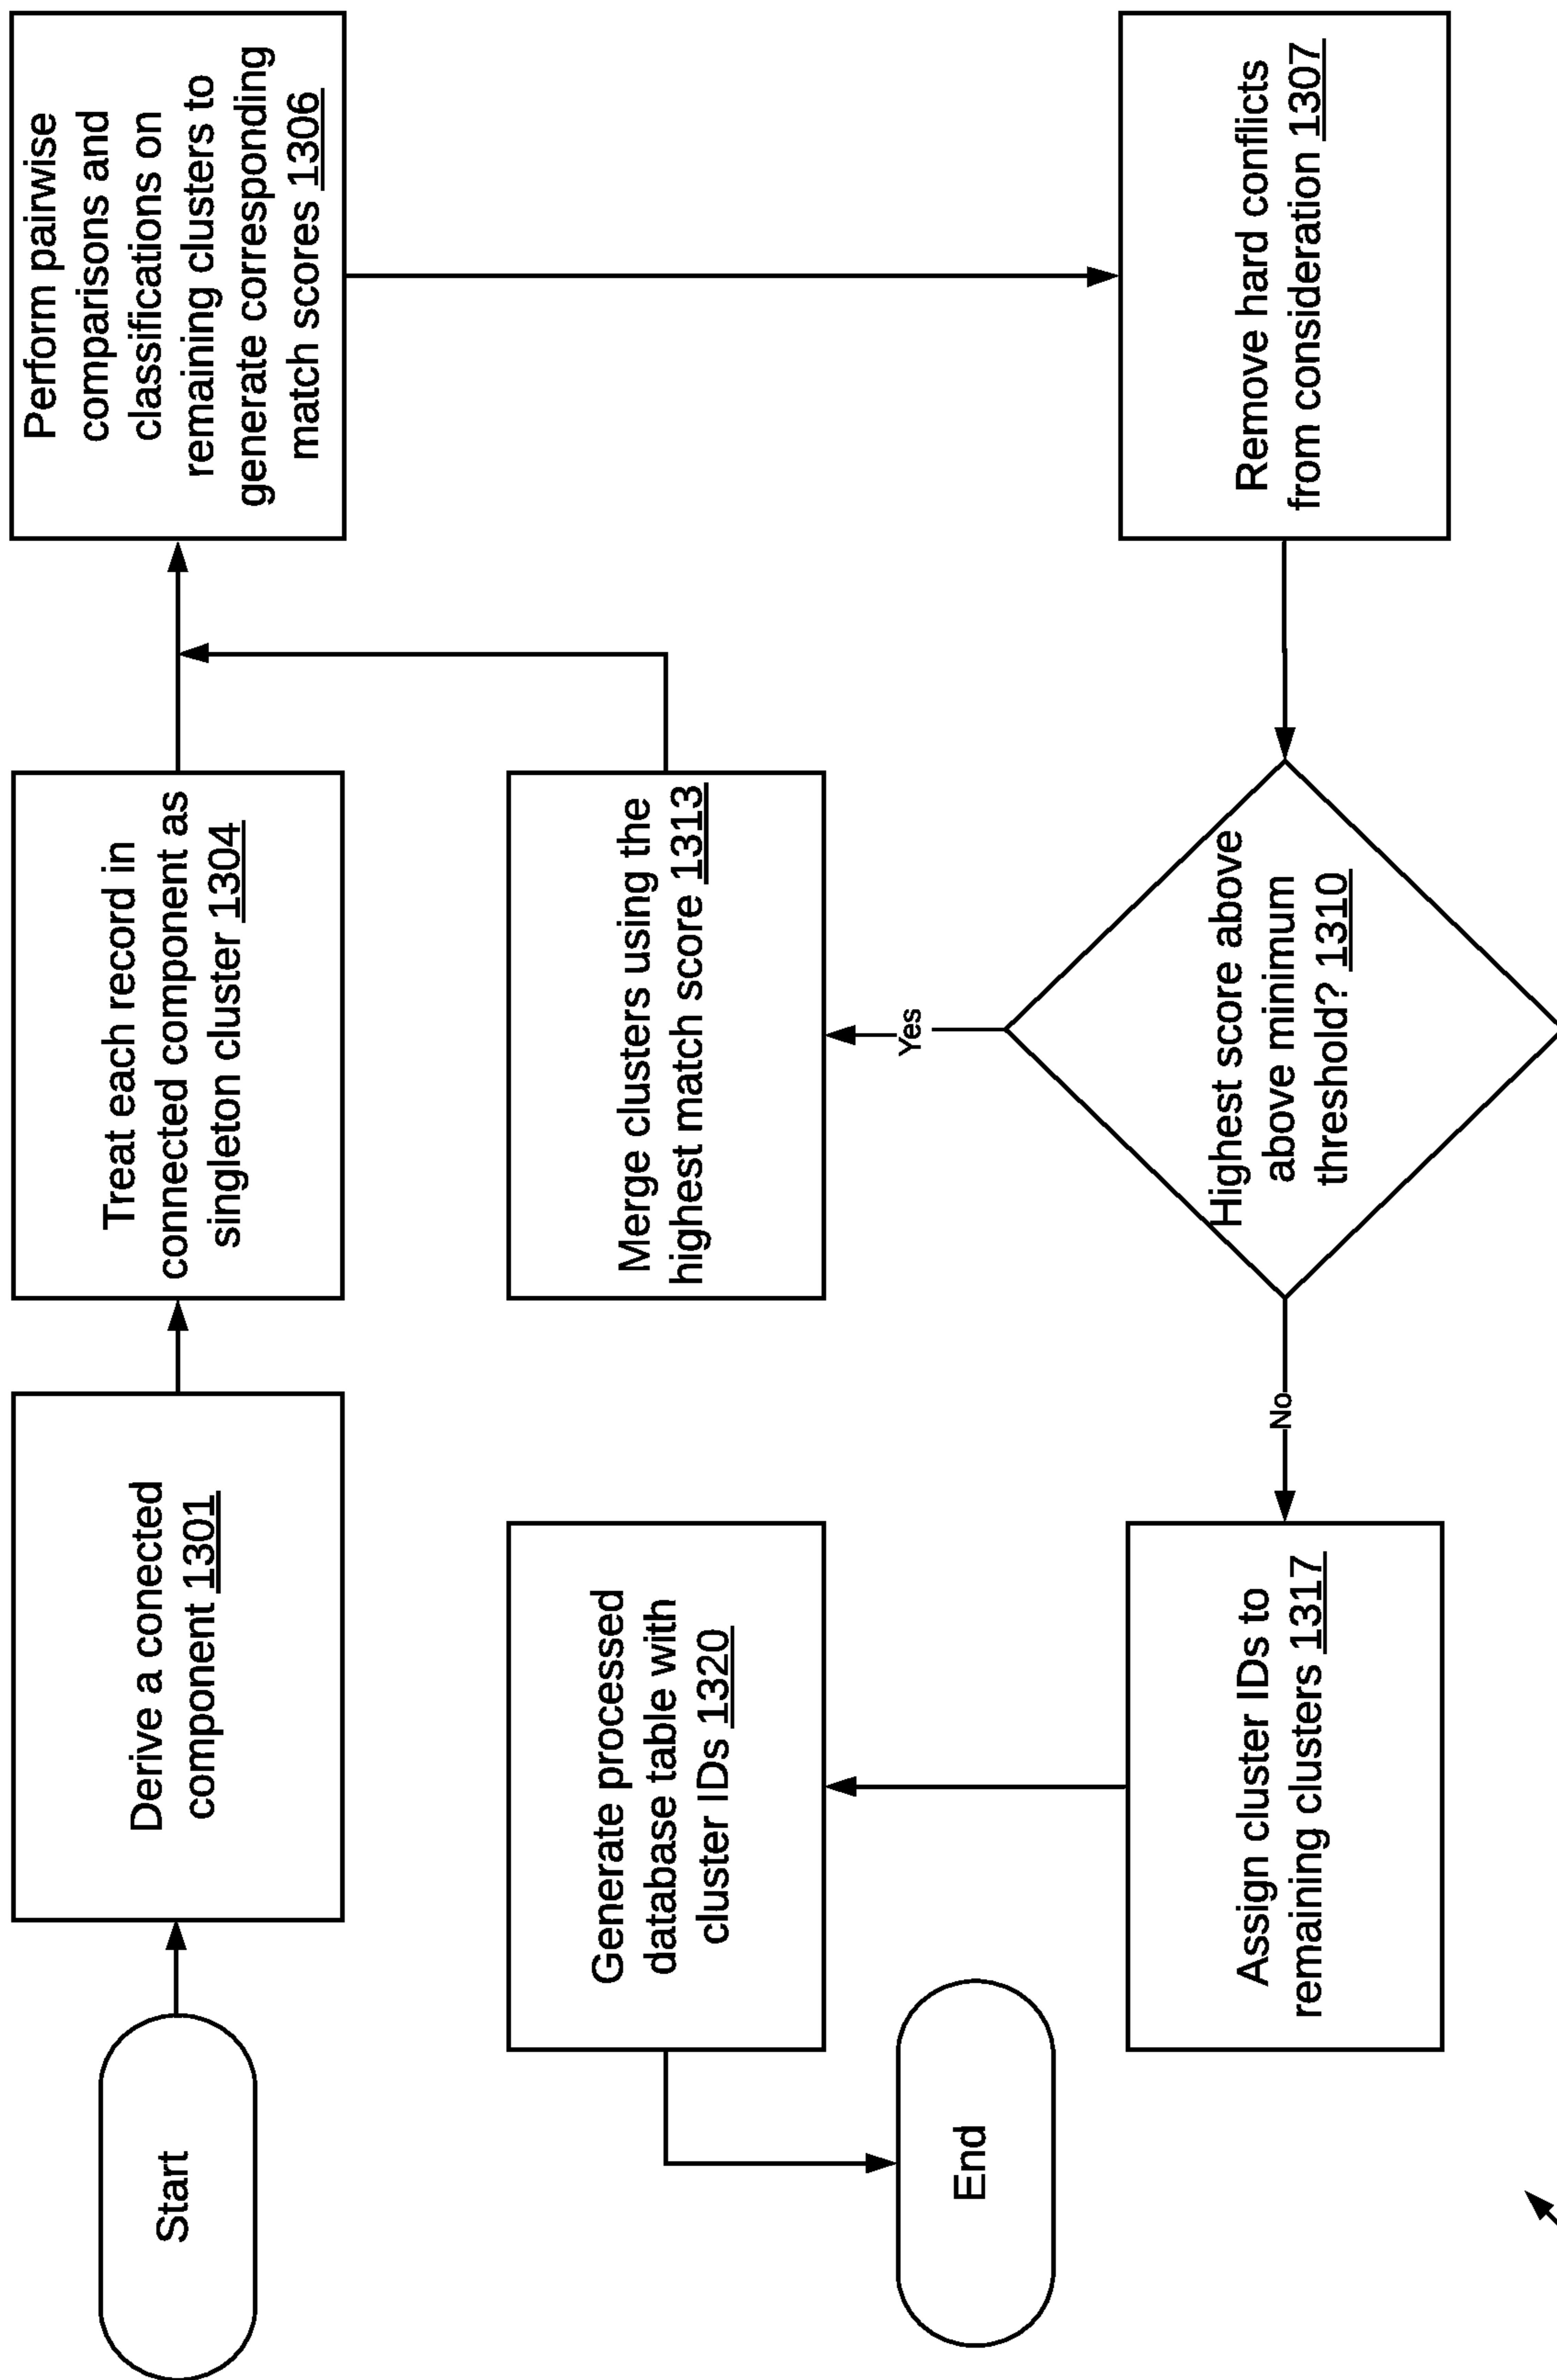 Start
Derive a conected
component 1301
Treat each record in
connected component as
singleton cluster 1304
Perform pairwise
comparisons and
classifications on
remaining clusters to
generate corresponding
match scores 1306
Remove hard conflicts
from consideration 1307
Highest score above
above minimum
threshold? 1310
Yes
Merge clusters using the
highest match score 1313
No
Assign cluster IDs to
remaining clusters 1317
Generate processed
database table with
cluster IDs 1320
End